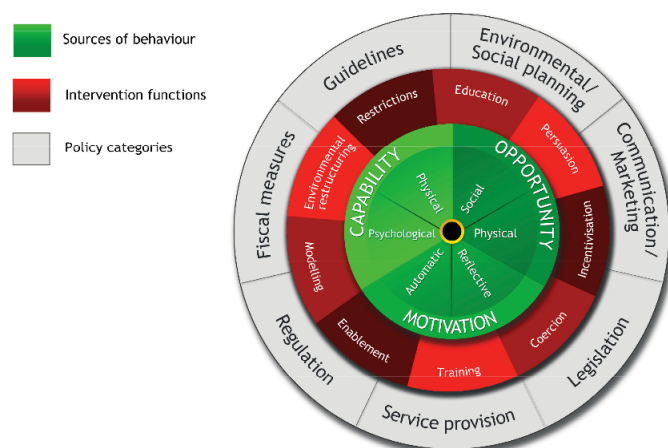 Sources of behaviour
Intervention functions
Policy categories
Guidelines
Environmental/
Social planning
Communication/
Marketing
Legislation
Service provision
Regulation
Fiscal measures
Restrictions
Education
Persuasion
Incentivisation
Coercion
Training
Enablement
Modelling
Environmental
restructuring
CAPABILITY
OPPORTUNITY
MOTIVATION
Physical
Social
Psychological
Physical
Automatic
Reflective